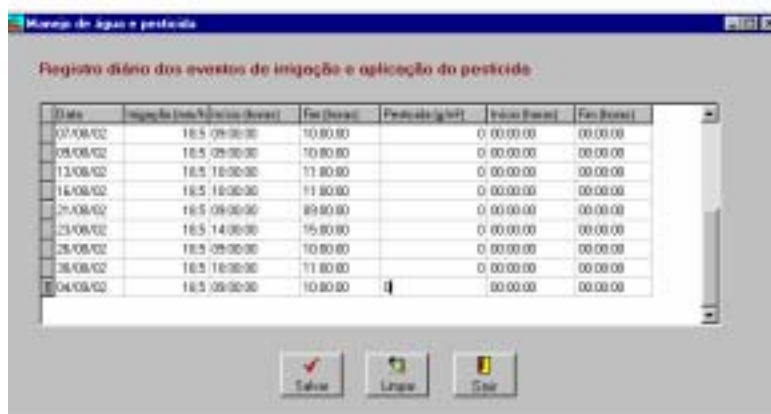 Manejo de água e pesticida
Registro diário dos eventos de irrigação e aplicação do pesticida
Data Irrigação (mm/h) Início (horas) Fim (horas) Pesticida (g/m²) Início (horas) Fim (horas)
07/08/02 18.5 09:00:00 10:00:00 0 00:00:00 00:00:00
09/08/02 18.5 09:00:00 10:00:00 0 00:00:00 00:00:00
13/08/02 18.5 10:00:00 11:00:00 0 00:00:00 00:00:00
16/08/02 18.5 10:00:00 11:00:00 0 00:00:00 00:00:00
21/08/02 18.5 09:00:00 0 00:00:00 00:00:00
23/08/02 18.5 14:00:00 15:00:00 0 00:00:00 00:00:00
28/08/02 18.5 09:00:00 10:00:00 0 00:00:00 00:00:00
30/08/02 18.5 10:00:00 11:00:00 0 00:00:00 00:00:00
04/09/02 18.5 09:00:00 10:00:00 0 00:00:00 00:00:00
Salvar Limpar Sair